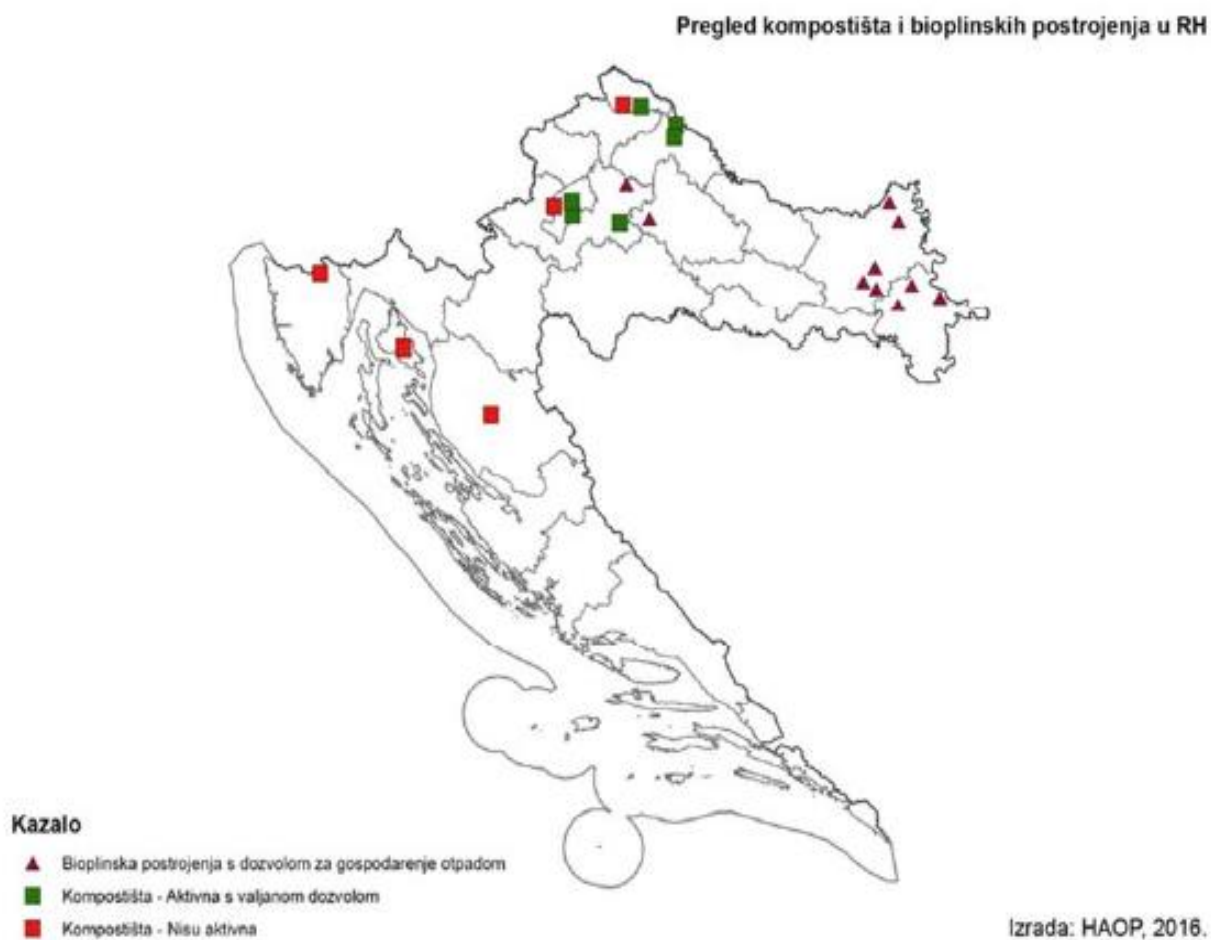 Pregled kompostišta i bioplinskih postrojenja u RH
Kazalo
Bioplinska postrojenja s dozvolom za gospodarenje otpadom
Kompostišta - Aktivna s valjanom dozvolom
Kompostišta - Nisu aktivna
Izrada: HAOP, 2016.